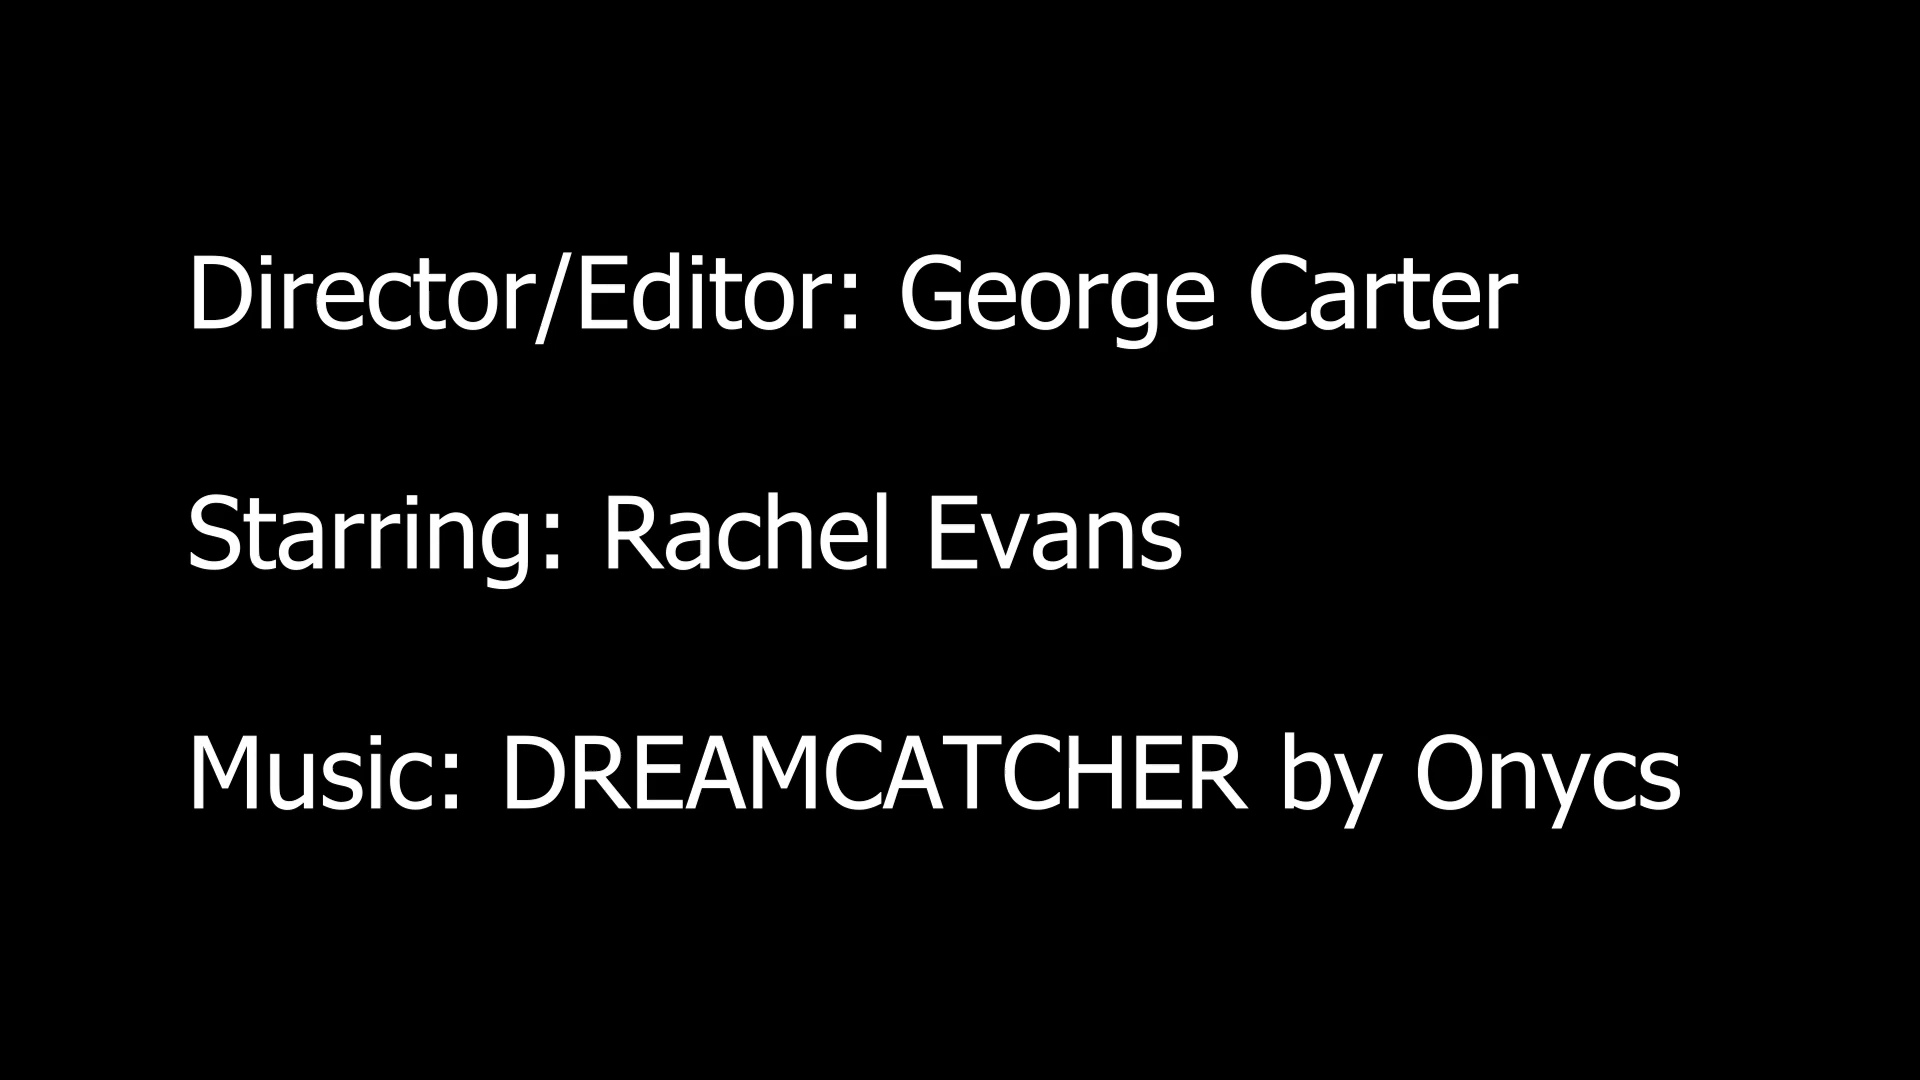 Director/Editor: George Carter
Starring: Rachel Evans
Music: DREAMCATCHER by Onycs